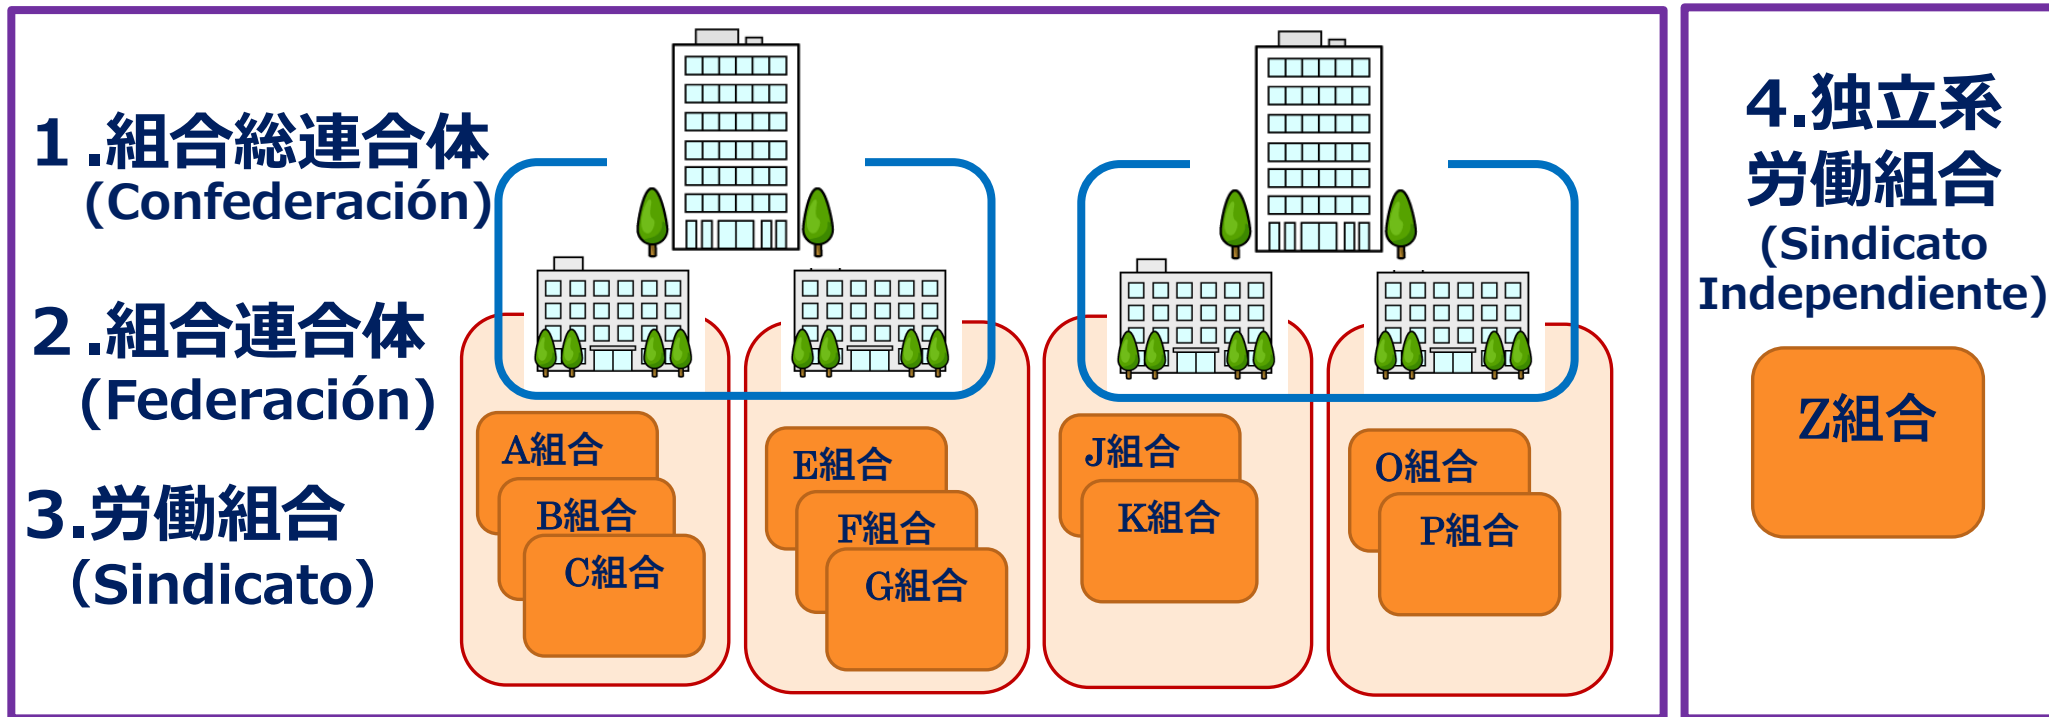 １.組合総連合体
(Confederación)
２.組合連合体
(Federación)
3.労働組合
（Sindicato）
A組合
B組合
C組合
E組合
F組合
G組合
J組合
K組合
O組合
P組合
4.独立系
労働組合
(Sindicato
Independiente)
Z組合